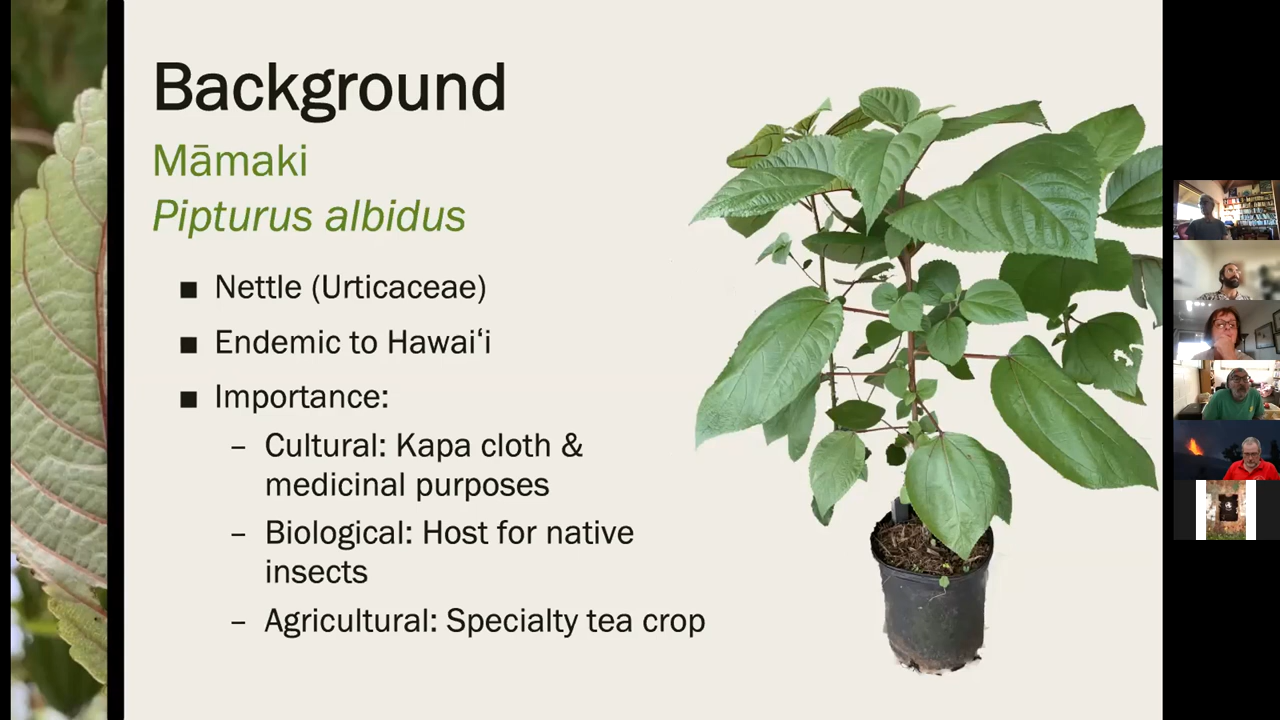 Background
Māmaki
Pipturus albidus
■ Nettle (Urticaceae)
■ Endemic to Hawaiʻi
■ Importance:
– Cultural: Kapa cloth &
medicinal purposes
– Biological: Host for native
insects
– Agricultural: Specialty tea crop